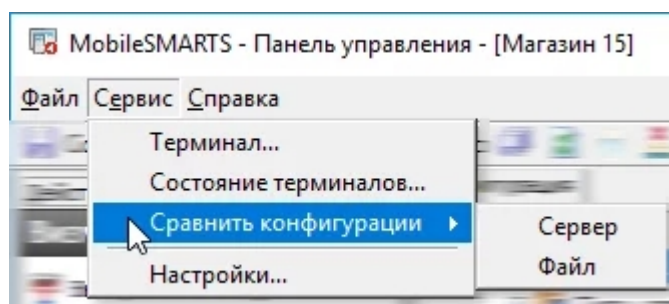 MobileSMARTS - Панель управления - [Магазин 15]
Файл Сервис Справка
Терминал...
Состояние терминалов...
Сравнить конфигурации
Сервер
Файл
Настройки...